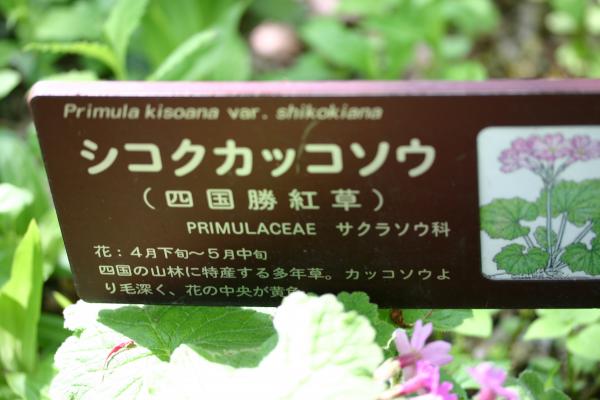 Primula kisoana var. shikokiana
シコクカッコソウ
(四国勝紅草)
PRIMULACEAE サクラソウ科
花:4月下旬~5月中旬
四国の山林に特産する多年草。カッコソウよ
り毛深く、花の中央が黄色